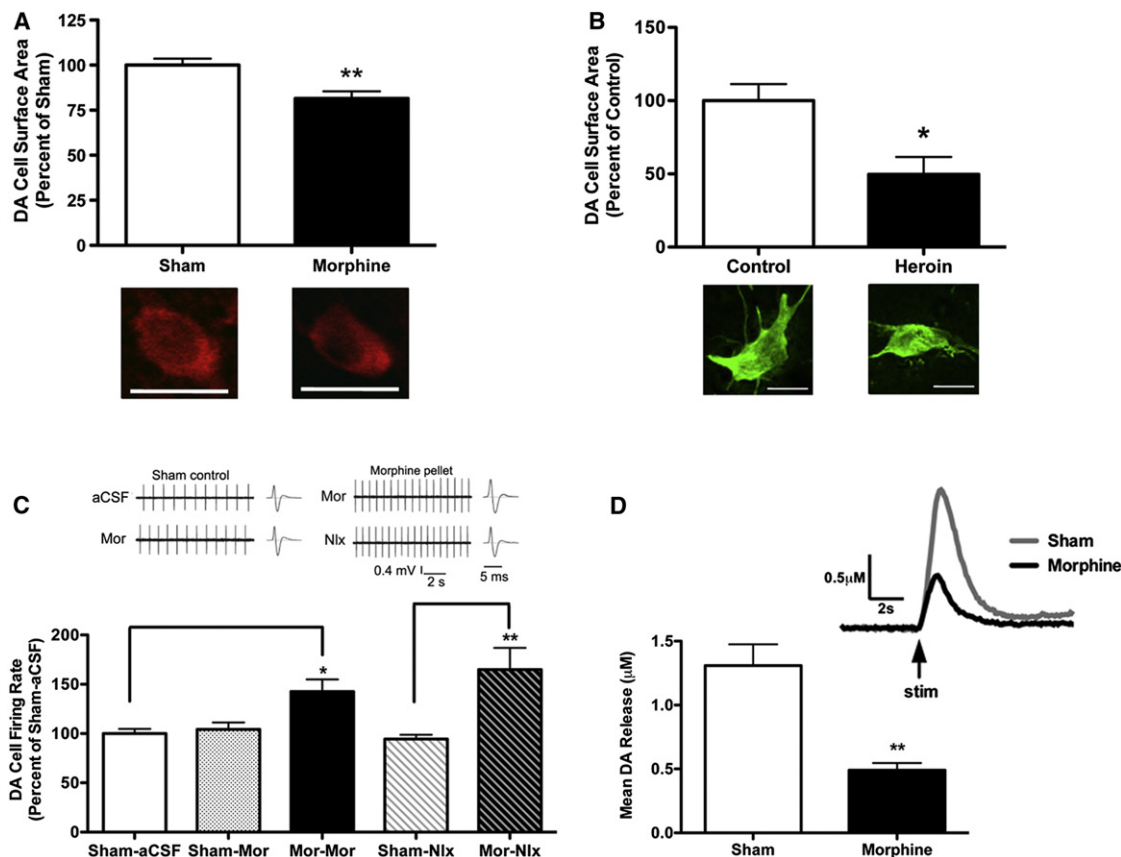 A
DA Cell Surface Area
(Percent of Sham)
125
100
75
50
25
0
**
Sham Morphine
B
DA Cell Surface Area
(Percent of Control)
150
100
50
0
*
Control Heroin
C
Sham control
aCSF
Mor
Morphine pellet
Mor
Nlx
0.4 mV
2 s
5 ms
DA Cell Firing Rate
(Percent of Sham-aCSF)
200
150
100
50
0
*
**
Sham-aCSF Sham-Mor Mor-Mor Sham-Nlx Mor-Nlx
D
Sham
Morphine
0.5μM
2s
stim
Mean DA Release (μM)
1.5
1.0
0.5
0.0
**
Sham Morphine